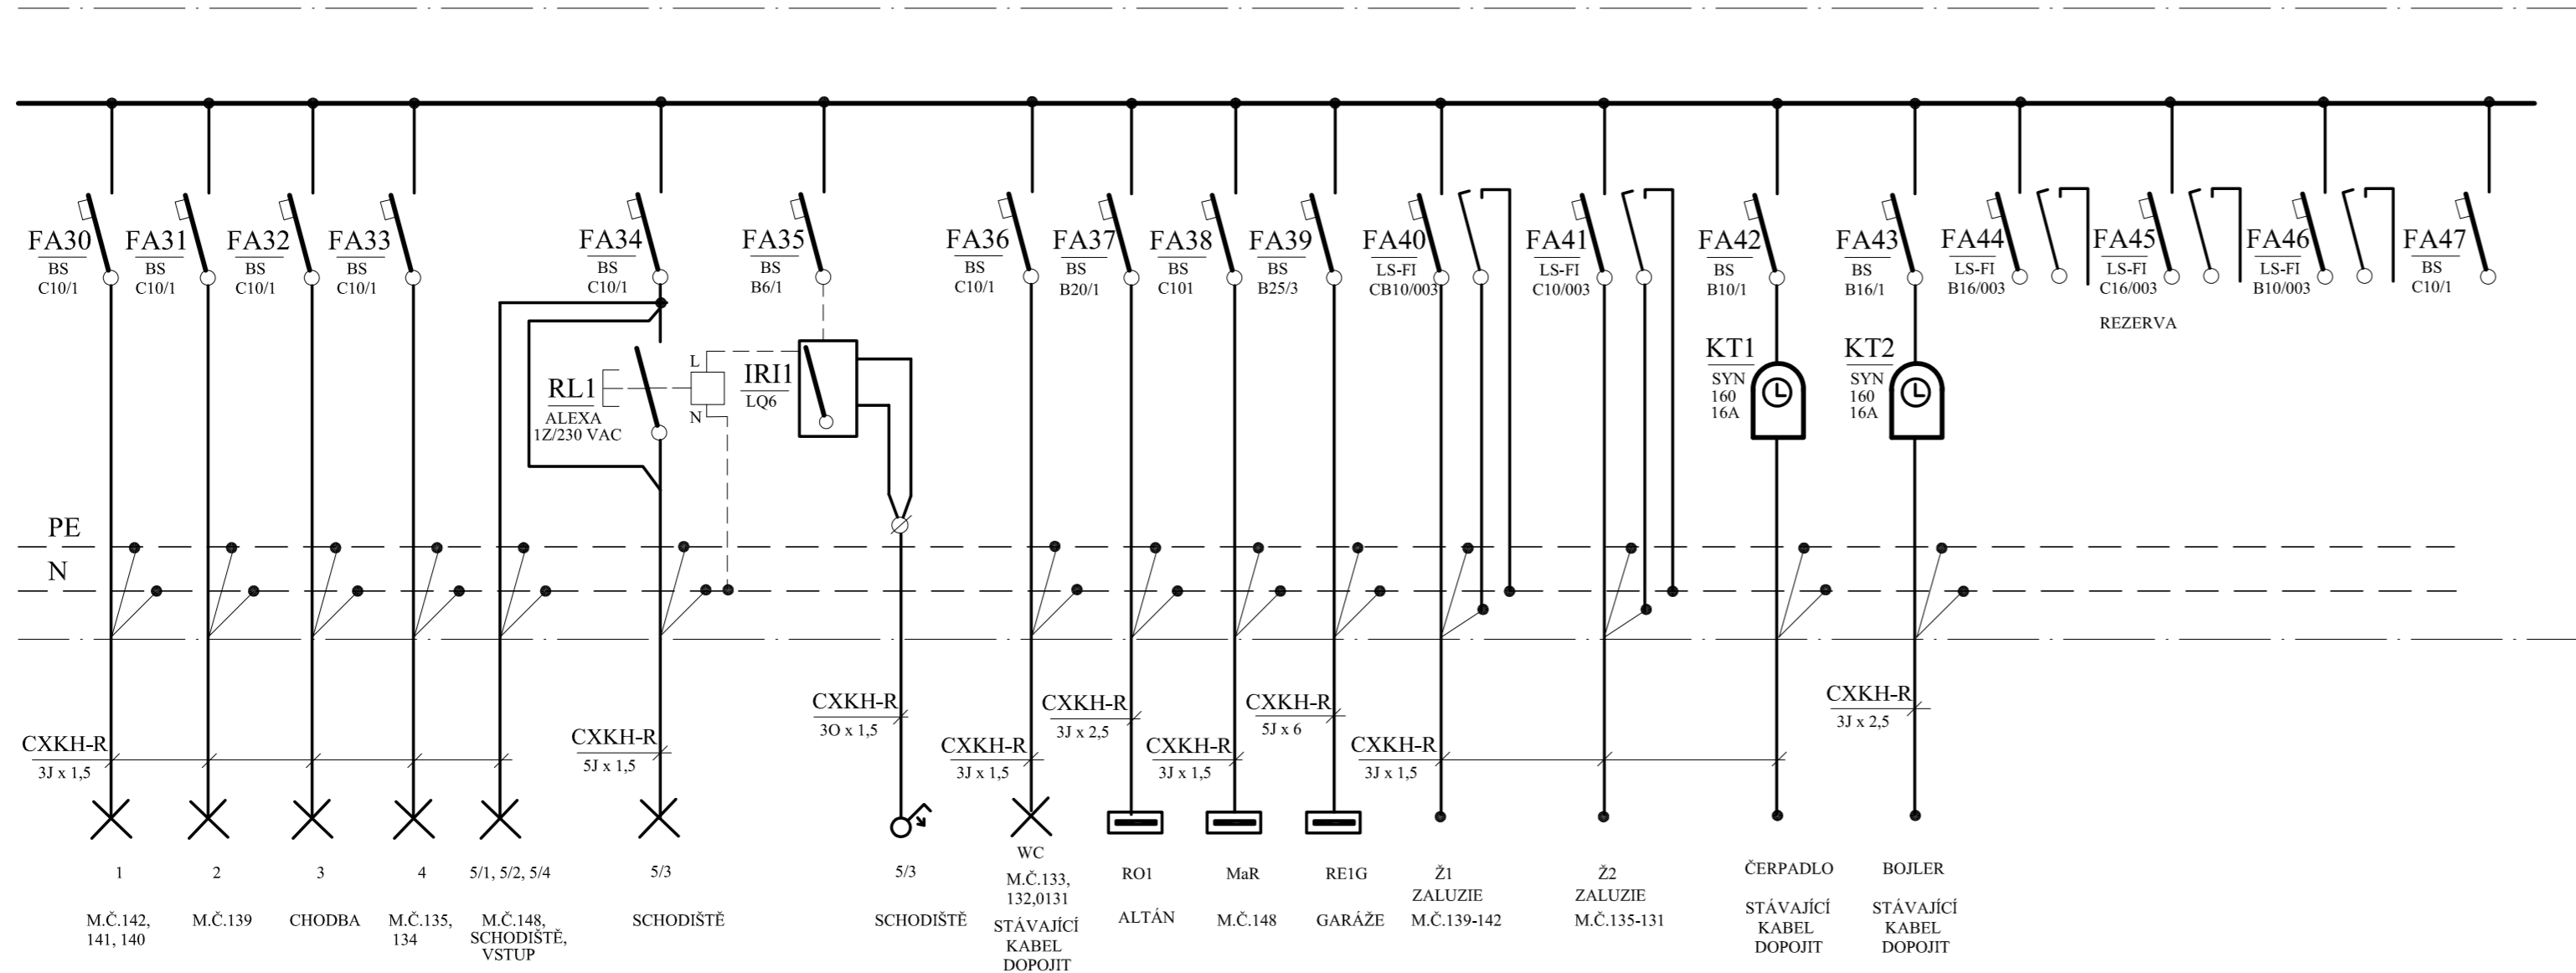 FA30
BS
C10/1
FA31
BS
C10/1
FA32
BS
C10/1
FA33
BS
C10/1
FA34
BS
C10/1
FA35
BS
B6/1
FA36
BS
C10/1
FA37
BS
B20/1
FA38
BS
C101
FA39
BS
B25/3
FA40
LS-FI
CB10/003
FA41
LS-FI
C10/003
FA42
BS
B10/1
FA43
BS
B16/1
FA44
LS-FI
B16/003
FA45
LS-FI
C16/003
FA46
LS-FI
B10/003
FA47
BS
C10/1
REZERVA
RL1
ALEXA
1Z/230 VAC
L
N
IRI1
LQ6
KT1
SYN
160
16A
KT2
SYN
160
16A
PE
N
CXKH-R
3J x 1,5
CXKH-R
5J x 1,5
CXKH-R
3O x 1,5
CXKH-R
3J x 1,5
CXKH-R
3J x 2,5
CXKH-R
3J x 1,5
CXKH-R
5J x 6
CXKH-R
3J x 1,5
CXKH-R
3J x 2,5
1
M.Č.142,
141, 140
2
M.Č.139
3
CHODBA
4
M.Č.135,
134
5/1, 5/2, 5/4
M.Č.148,
SCHODIŠTĚ,
VSTUP
5/3
SCHODIŠTĚ
5/3
SCHODIŠTĚ
WC
M.Č.133,
132,0131
STÁVAJÍCÍ
KABEL
DOPOJIT
RO1
ALTÁN
MaR
M.Č.148
RE1G
GARÁŽE
Ž1
ZALUZIE
M.Č.139-142
Ž2
ZALUZIE
M.Č.135-131
ČERPADLO
STÁVAJÍCÍ
KABEL
DOPOJIT
BOJLER
STÁVAJÍCÍ
KABEL
DOPOJIT